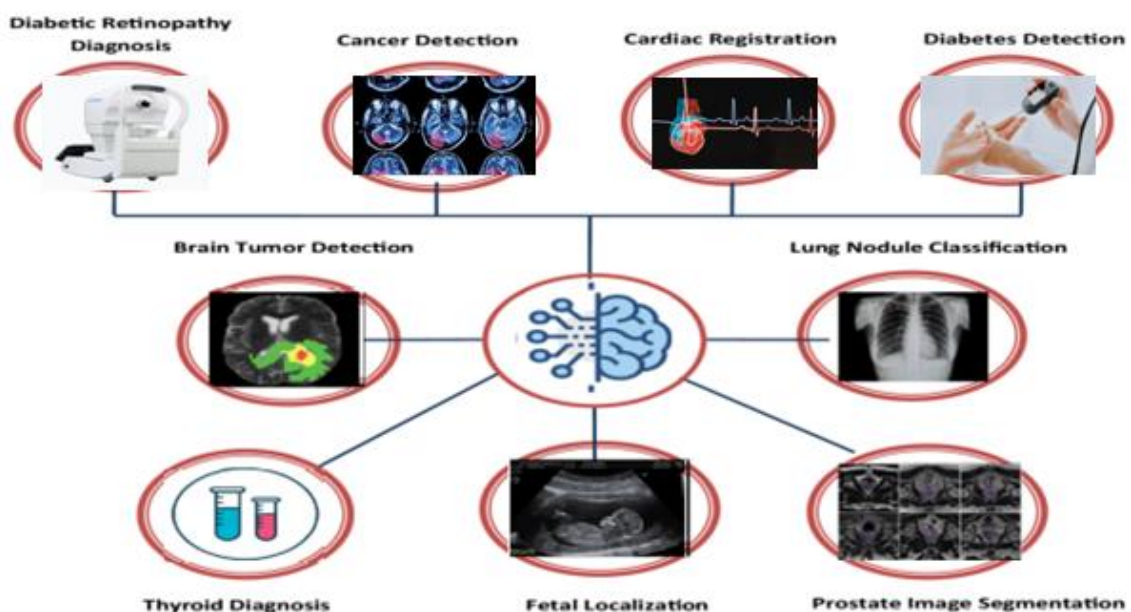 Diabetic Retinopathy
Diagnosis
Cancer Detection
Cardiac Registration
Diabetes Detection
Brain Tumor Detection
Lung Nodule Classification
Thyroid Diagnosis
Fetal Localization
Prostate Image Segmentation